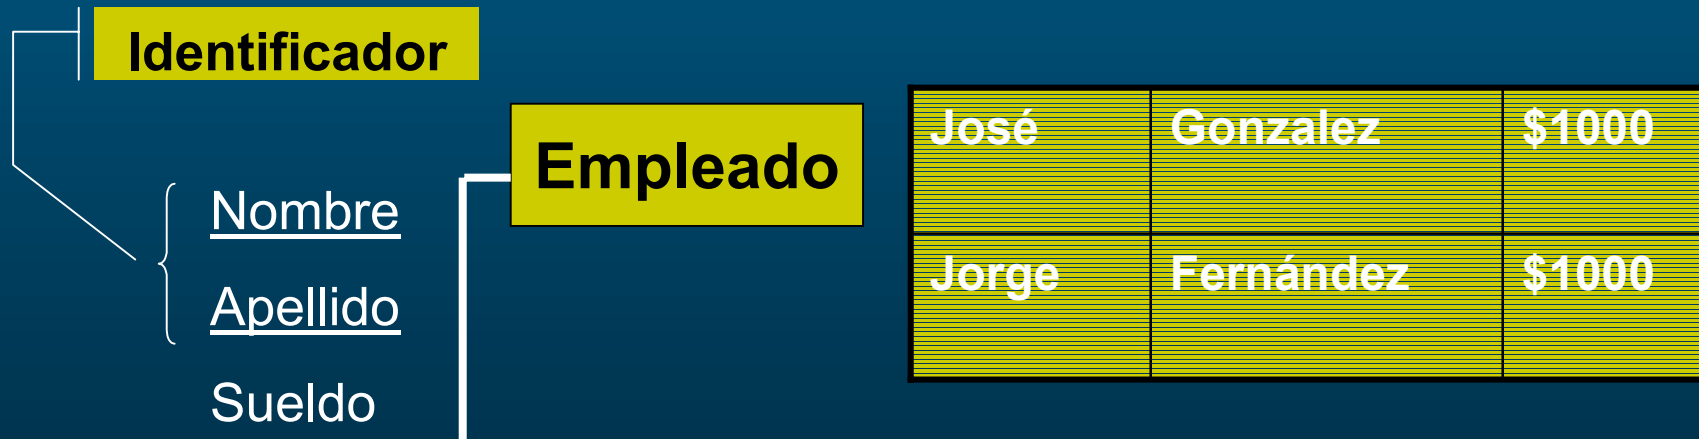 Identificador
Empleado
Nombre
Apellido
Sueldo
José Gonzalez $1000
Jorge Fernández $1000